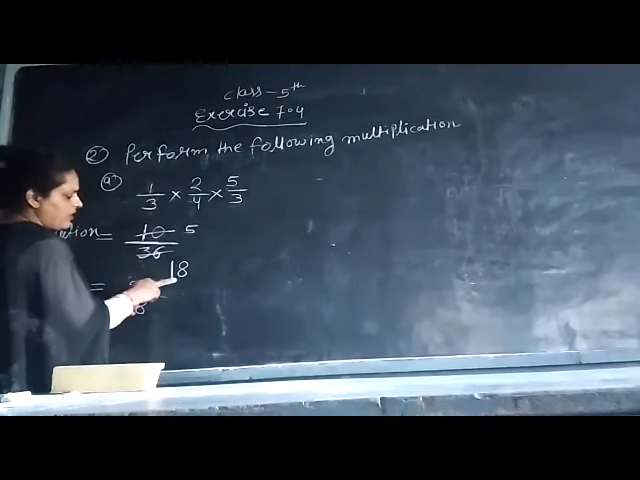 Class - 5th
Exercise 7.4
② Perform the following multiplication
ⓐ 1/3 × 2/4 × 5/3
= 10/36 5
18
=
8